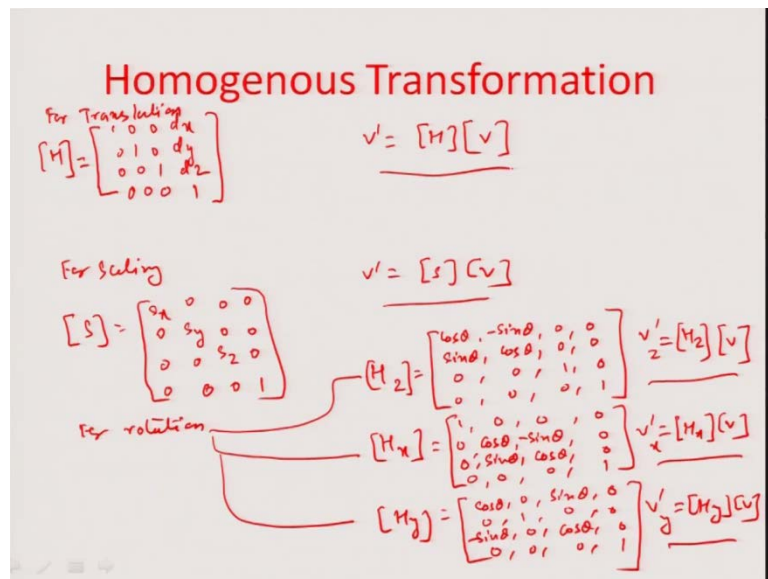 Homogenous Transformation
For Translation
[H] = [1 0 0 dx
0 1 0 dy
0 0 1 dz
0 0 0 1]
v' = [H][V]
For Scaling
v' = [S][V]
[S] = [Sx 0 0 0
0 Sy 0 0
0 0 Sz 0
0 0 0 1]
For rotation
[Hz] = [cosθ, -sinθ, 0, 0
sinθ, cosθ, 0, 0
0, 0, 1, 0
0, 0, 0, 1]
v'z = [Hz][V]
[Hx] = [1, 0, 0, 0
0 cosθ, -sinθ, 0
0, sinθ, cosθ, 0
0, 0, 0, 1]
v'x = [Hx][V]
[Hy] = [cosθ, 0, sinθ, 0
0, 1, 0, 0
-sinθ, 0, cosθ, 0
0, 0, 0, 1]
v'y = [Hy][V]